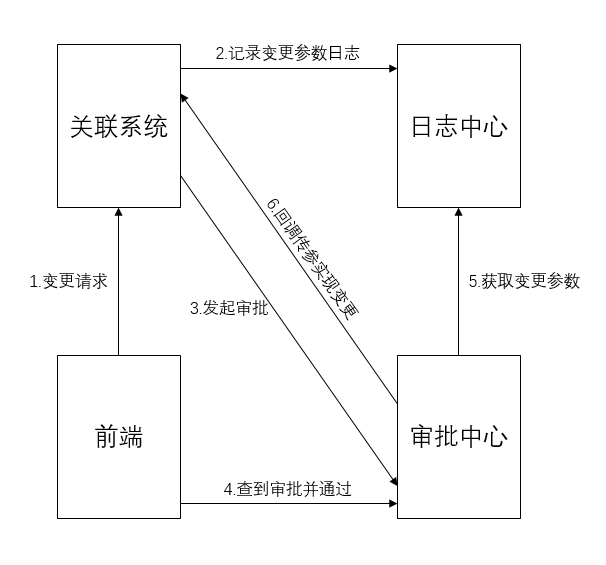 2.记录变更参数日志
关联系统
日志中心
6.回调传参实现变更
1.变更请求
5.获取变更参数
3.发起审批
前端
审批中心
4.查到审批并通过